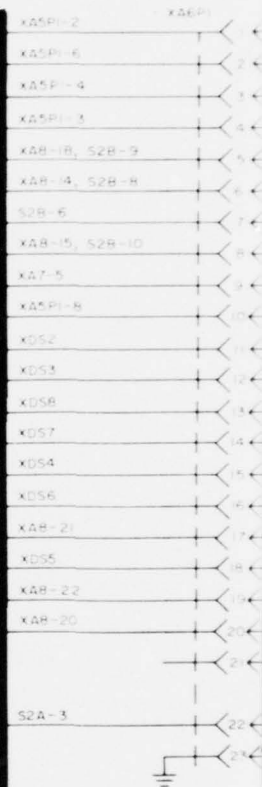 XA6P1
XA5P1-2 1
XA5P1-6 2
XA5P1-4 3
XA5P1-3 4
XA8-18, S2B-9 5
XA8-14, S2B-8 6
S2B-6 7
XA8-15, S2B-10 8
XA7-5 9
XA5P1-8 10
XDS2 11
XDS3 12
XDS8 13
XDS7 14
XDS4 15
XDS6 16
XA8-21 17
XDS5 18
XA8-22 19
XA8-20 20
21
S2A-3 22
23